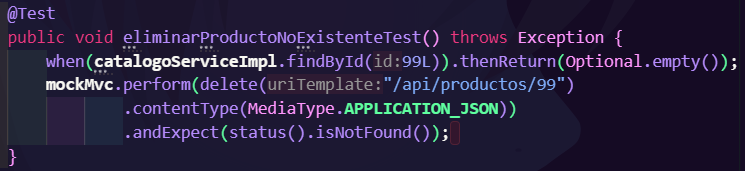 @Test
public void eliminarProductoNoExistenteTest() throws Exception {
when(catalogoServiceImpl.findById(id:99L)).thenReturn(Optional.empty());
mockMvc.perform(delete(uriTemplate:"/api/productos/99")
.contentType(MediaType.APPLICATION_JSON))
.andExpect(status().isNotFound());
}